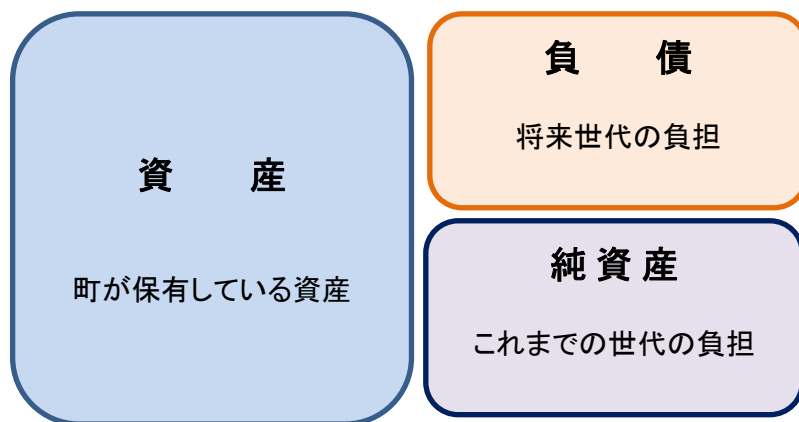 資　産
町が保有している資産
負　債
将来世代の負担
純 資 産
これまでの世代の負担